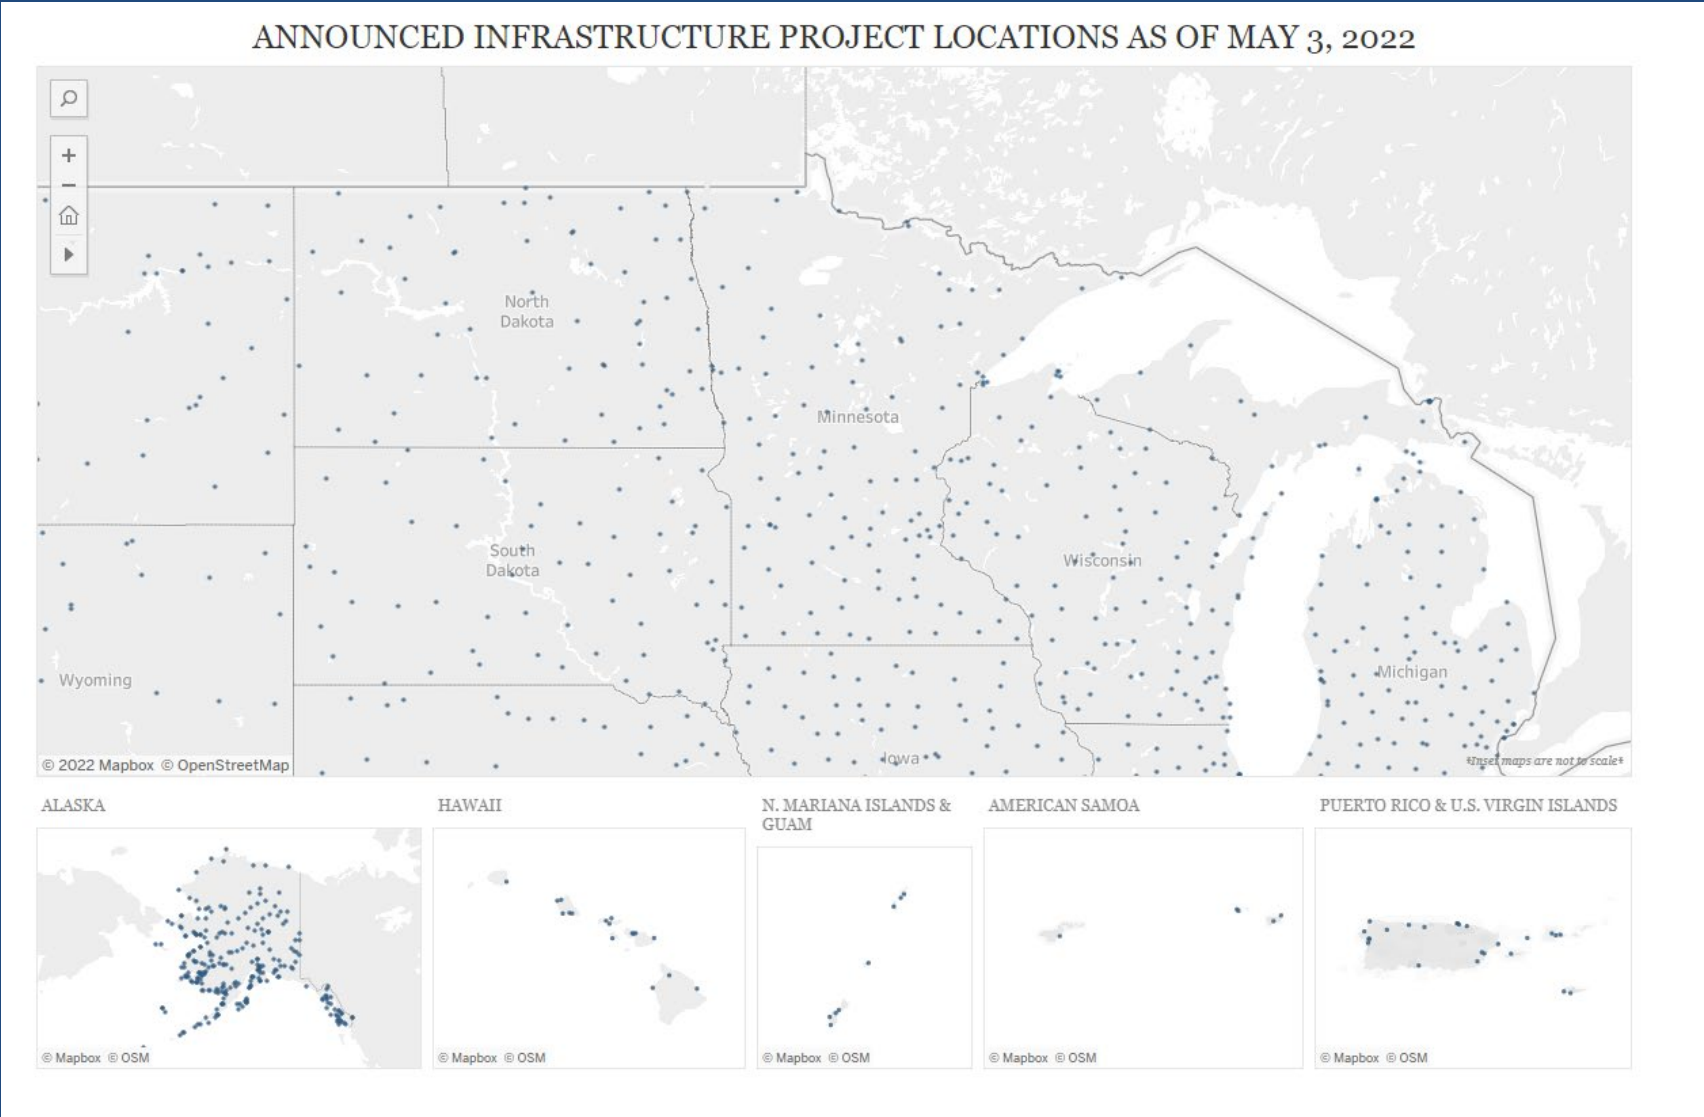 ANNOUNCED INFRASTRUCTURE PROJECT LOCATIONS AS OF MAY 3, 2022
North
Dakota
Minnesota
South
Dakota
Wisconsin
Wyoming
Michigan
Iowa
© 2022 Mapbox © OpenStreetMap
*Inset maps are not to scale*
ALASKA
HAWAII
N. MARIANA ISLANDS &
GUAM
AMERICAN SAMOA
PUERTO RICO & U.S. VIRGIN ISLANDS
© Mapbox © OSM
© Mapbox © OSM
© Mapbox © OSM
© Mapbox © OSM
© Mapbox © OSM